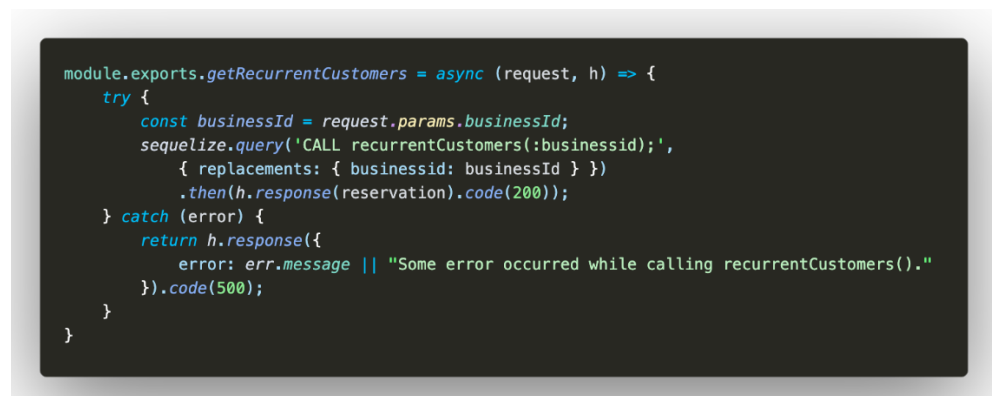 module.exports.getRecurrentCustomers = async (request, h) => {
    try {
        const businessId = request.params.businessId;
        sequelize.query('CALL recurrentCustomers(:businessid);',
            { replacements: { businessid: businessId } })
            .then(h.response(reservation).code(200));
    } catch (error) {
        return h.response({
            error: err.message || "Some error occurred while calling recurrentCustomers()."
        }).code(500);
    }
}